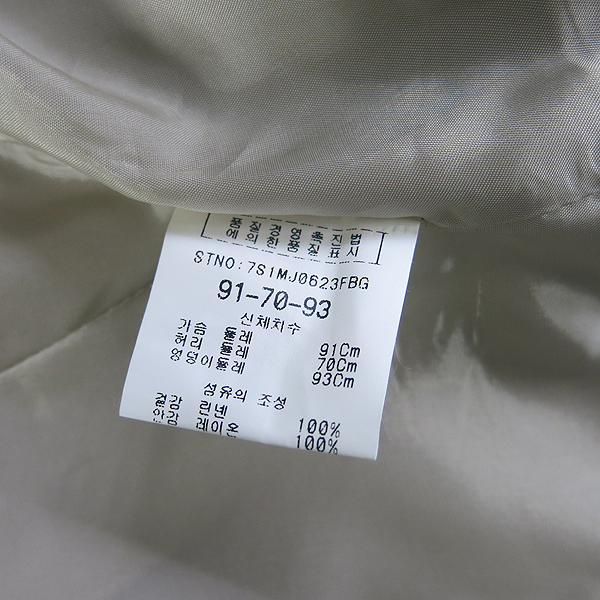 품질경영촉진법
에의한품질표시
STNO:7S1MJ0623FBG
91-70-93
신체치수
가슴 둘레 91Cm
허리 둘레 70Cm
엉덩이둘레 93Cm
섬유의 조성
겉감 린넨 100%
안감 레이온 100%